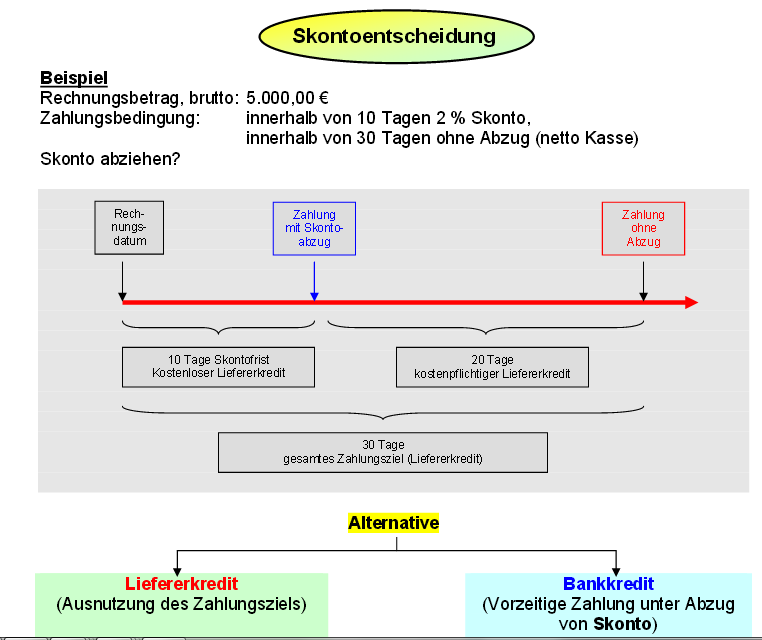 Skontoentscheidung
Beispiel
Rechnungsbetrag, brutto: 5.000,00 €
Zahlungsbedingung: innerhalb von 10 Tagen 2 % Skonto,
innerhalb von 30 Tagen ohne Abzug (netto Kasse)
Skonto abziehen?
Rech-
nungs-
datum
Zahlung
mit Skonto-
abzug
Zahlung
ohne
Abzug
10 Tage Skontofrist
Kostenloser Liefererkredit
20 Tage
kostenpflichtiger Liefererkredit
30 Tage
gesamtes Zahlungsziel (Liefererkredit)
Alternative
Liefererkredit
(Ausnutzung des Zahlungsziels)
Bankkredit
(Vorzeitige Zahlung unter Abzug
von Skonto)